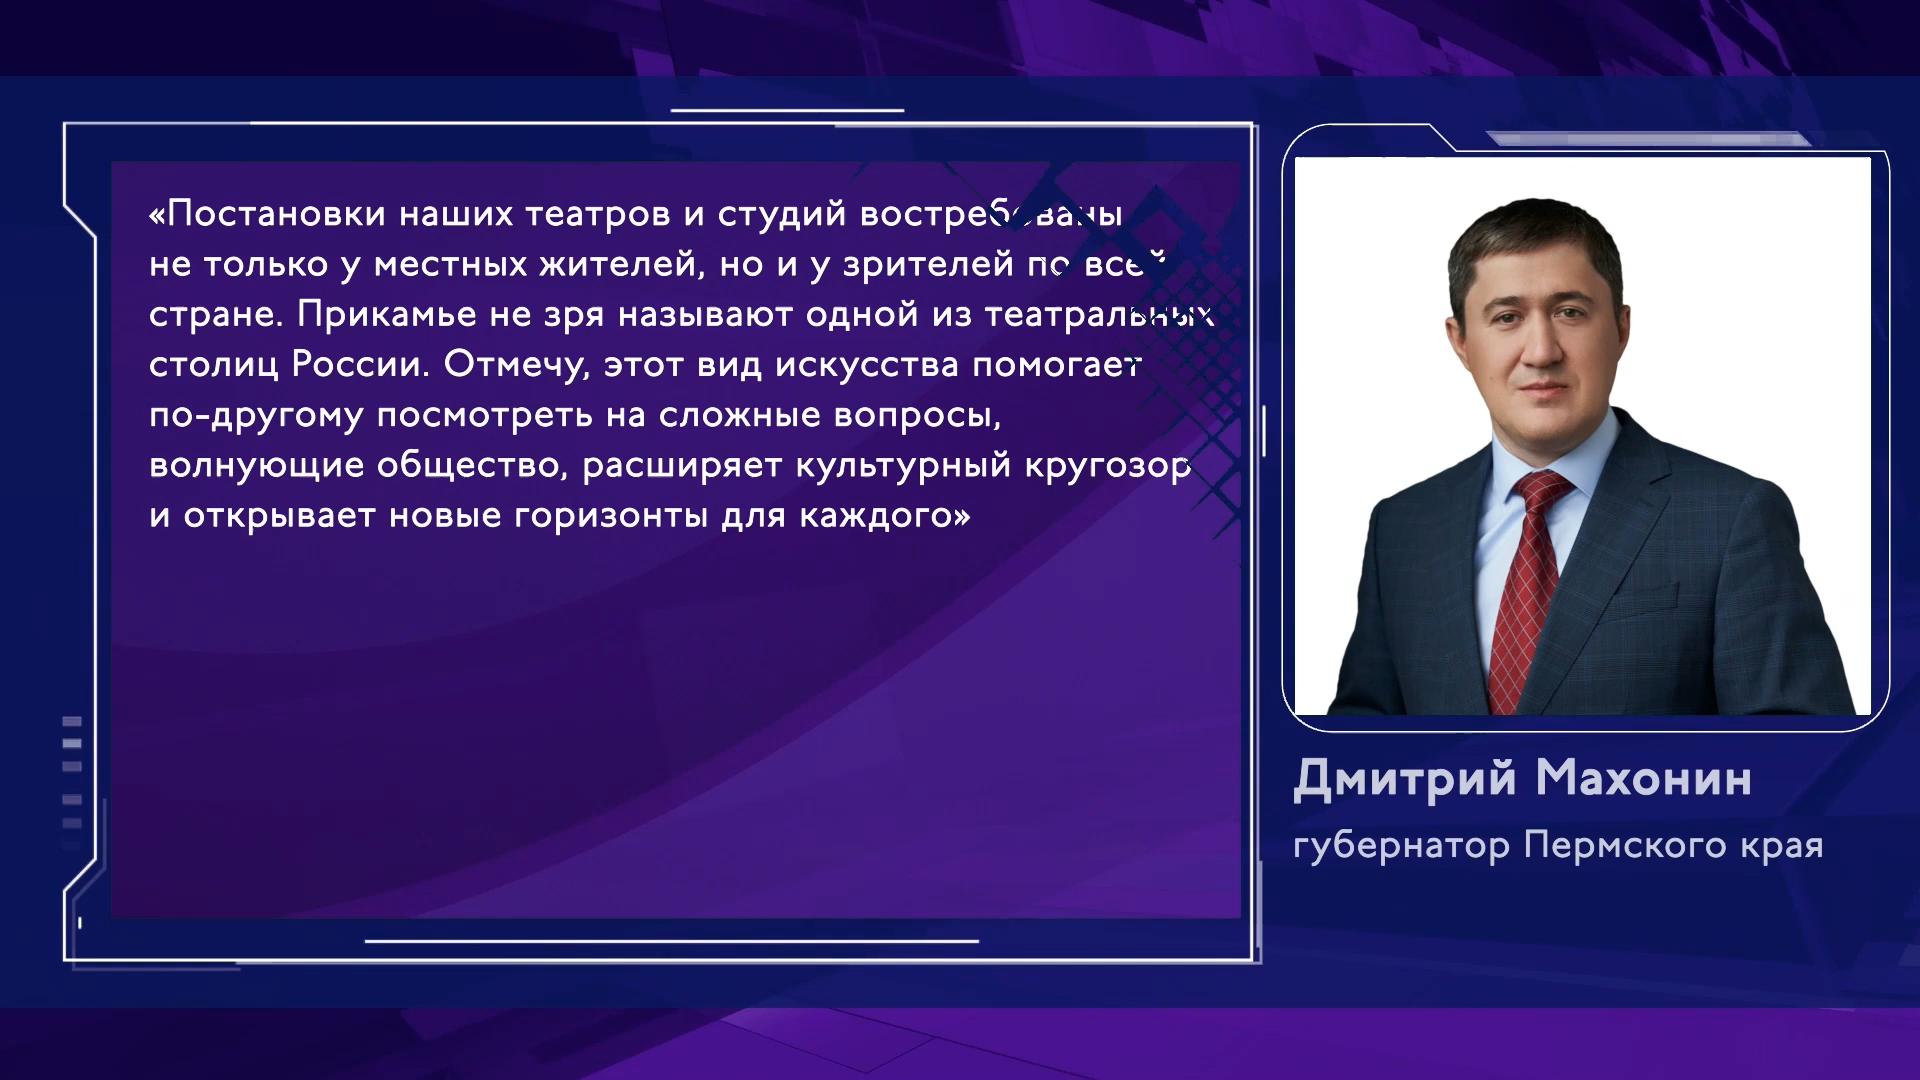 «Постановки наших театров и студий востребованы
не только у местных жителей, но и у зрителей по всей
стране. Прикамье не зря называют одной из театральных
столиц России. Отмечу, этот вид искусства помогает
по-другому посмотреть на сложные вопросы,
волнующие общество, расширяет культурный кругозор
и открывает новые горизонты для каждого»
Дмитрий Махонин
губернатор Пермского края